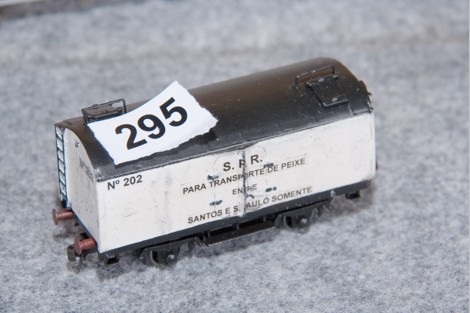 295
S. P. R.
Nº 202
PARA TRANSPORTE DE PEIXE
ENTRE
SANTOS E S. PAULO SOMENTE